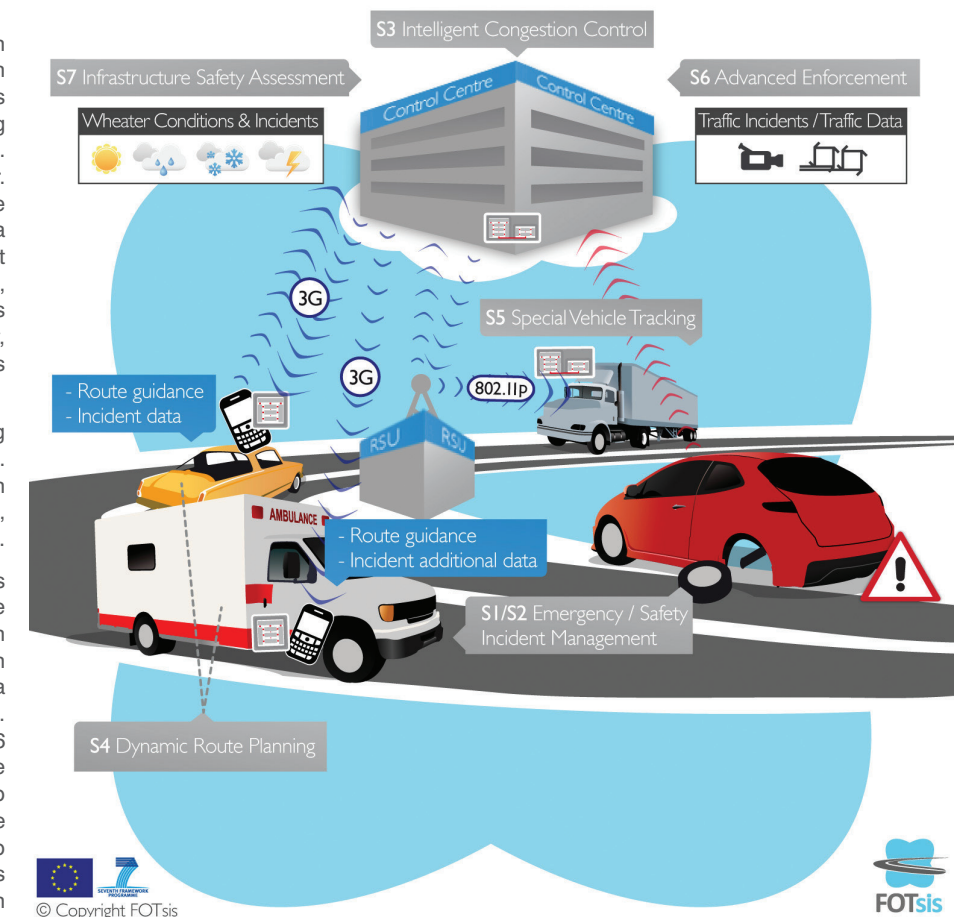 S3 Intelligent Congestion Control
S7 Infrastructure Safety Assessment
S6 Advanced Enforcement
Control Centre
Control Centre
Wheater Conditions & Incidents
Traffic Incidents / Traffic Data
3G
S5 Special Vehicle Tracking
3G
802.11p
- Route guidance
- Incident data
RSU
RSU
AMBULANCE
- Route guidance
- Incident additional data
!
S1/S2 Emergency / Safety
Incident Management
S4 Dynamic Route Planning
SEVENTH FRAMEWORK
PROGRAMME
© Copyright FOTsis
FOTsis